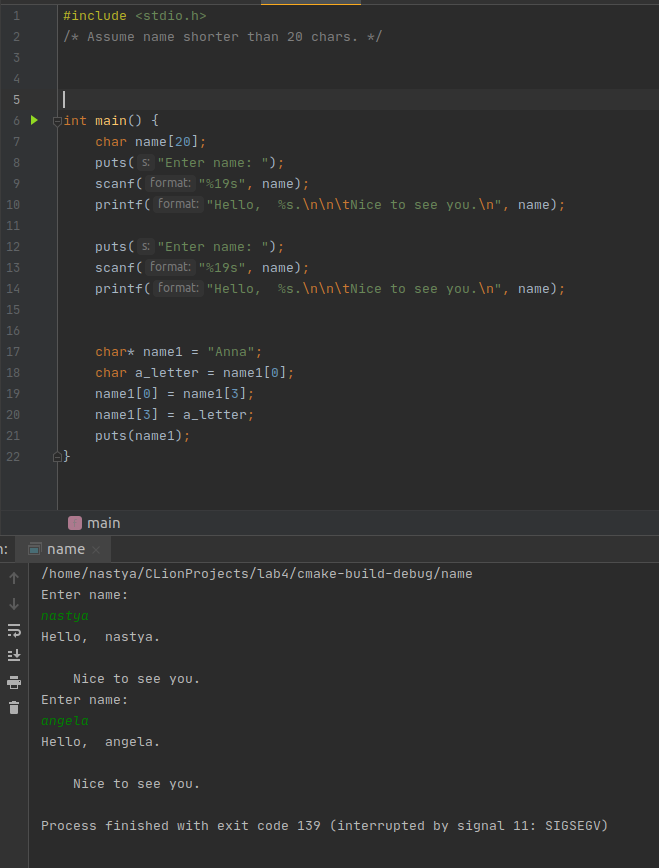 1 #include <stdio.h>
2 /* Assume name shorter than 20 chars. */
3
4
5
6 int main() {
7 char name[20];
8 puts( s: "Enter name: ");
9 scanf( format: "%19s", name);
10 printf( format: "Hello,  %s.\n\n\tNice to see you.\n", name);
11
12 puts( s: "Enter name: ");
13 scanf( format: "%19s", name);
14 printf( format: "Hello,  %s.\n\n\tNice to see you.\n", name);
15
16
17 char* name1 = "Anna";
18 char a_letter = name1[0];
19 name1[0] = name1[3];
20 name1[3] = a_letter;
21 puts(name1);
22 }
main
n: name ×
/home/nastya/CLionProjects/lab4/cmake-build-debug/name
Enter name:
nastya
Hello,  nastya.
Nice to see you.
Enter name:
angela
Hello,  angela.
Nice to see you.
Process finished with exit code 139 (interrupted by signal 11: SIGSEGV)